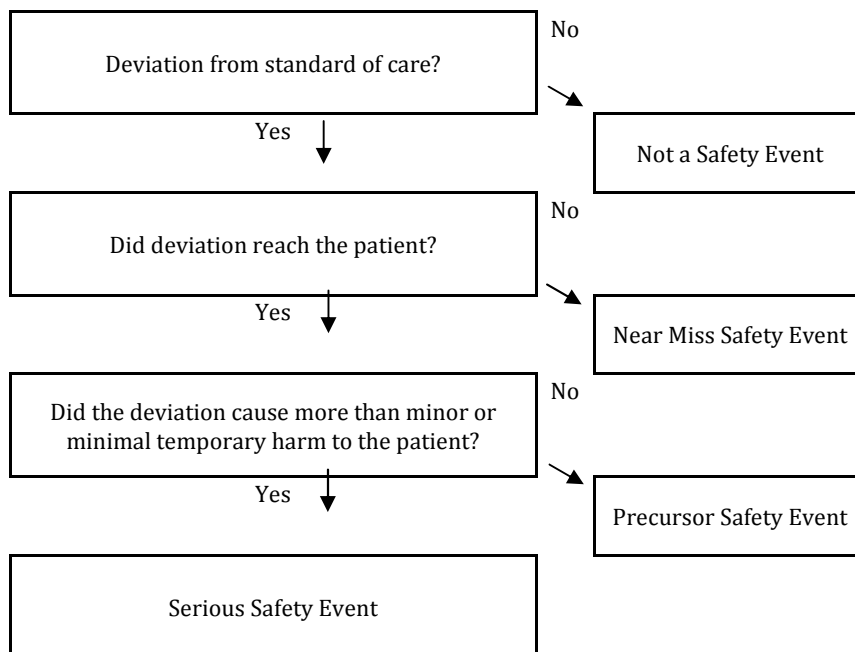 No
Deviation from standard of care?
Yes
Not a Safety Event
No
Did deviation reach the patient?
Yes
Near Miss Safety Event
No
Did the deviation cause more than minor or
minimal temporary harm to the patient?
Yes
Precursor Safety Event
Serious Safety Event